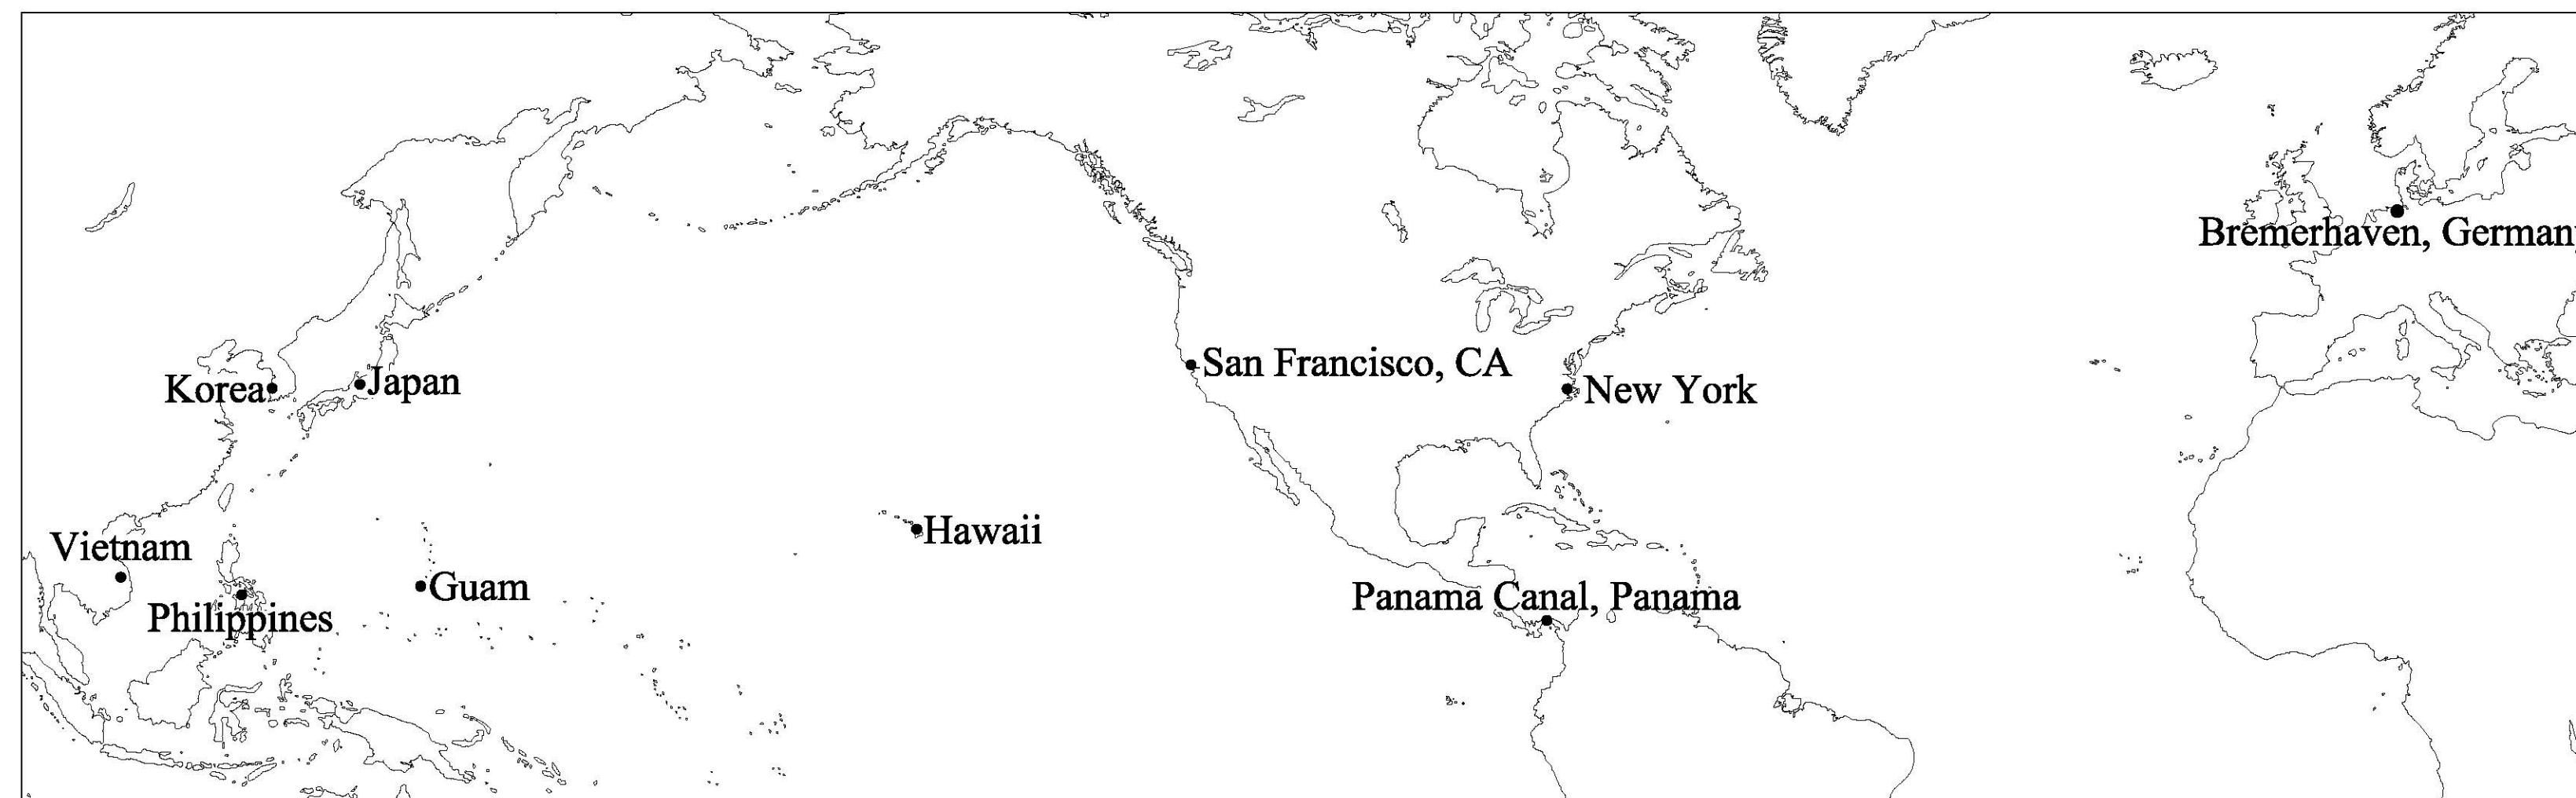 Bremerhaven, German
San Francisco, CA
Korea
Japan
New York
Vietnam
Hawaii
Guam
Philippines
Panama Canal, Panama